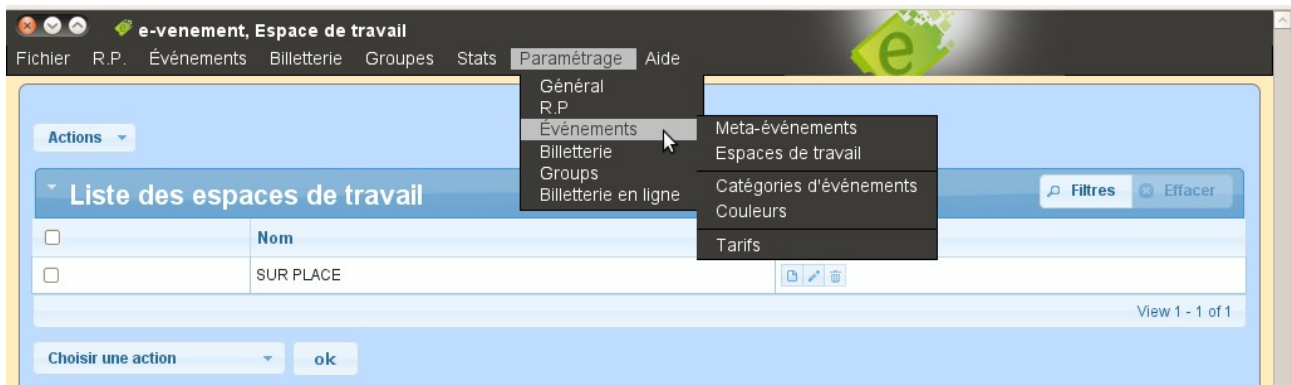 e-venement, Espace de travail
Fichier R.P. Événements Billetterie Groupes Stats Paramétrage Aide
e
Général
R.P
Événements
Billetterie
Groups
Billetterie en ligne
Meta-événements
Espaces de travail
Catégories d'événements
Couleurs
Tarifs
Actions
Liste des espaces de travail
Filtres Effacer
Nom
SUR PLACE
View 1 - 1 of 1
Choisir une action ok